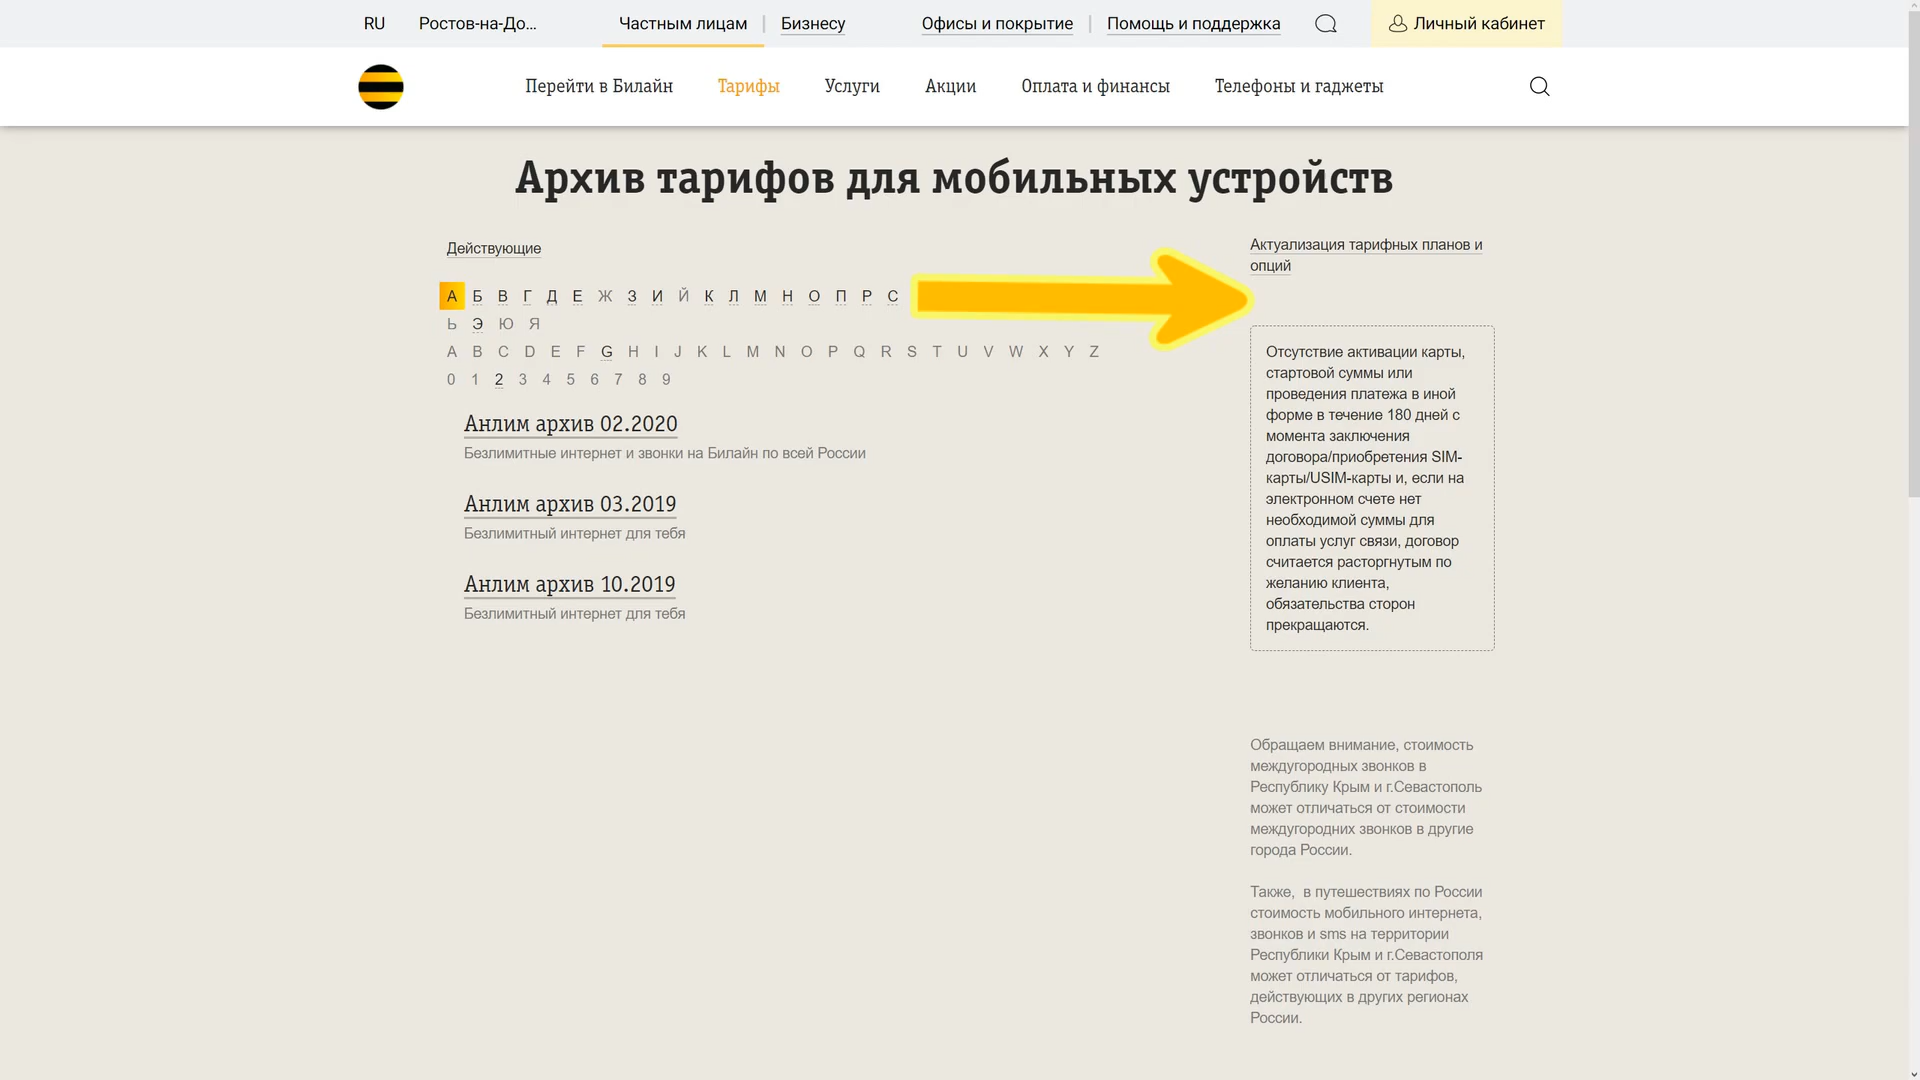 RU Ростов-на-До... Частным лицам Бизнесу Офисы и покрытие Помощь и поддержка Личный кабинет
Перейти в Билайн Тарифы Услуги Акции Оплата и финансы Телефоны и гаджеты
Архив тарифов для мобильных устройств
Действующие
А Б В Г Д Е Ж З И Й К Л М Н О П Р С
Ь Э Ю Я
A B C D E F G H I J K L M N O P Q R S T U V W X Y Z
0 1 2 3 4 5 6 7 8 9
Анлим архив 02.2020
Безлимитные интернет и звонки на Билайн по всей России
Анлим архив 03.2019
Безлимитный интернет для тебя
Анлим архив 10.2019
Безлимитный интернет для тебя
Актуализация тарифных планов и
опций
Отсутствие активации карты,
стартовой суммы или
проведения платежа в иной
форме в течение 180 дней с
момента заключения
договора/приобретения SIM-
карты/USIM-карты и, если на
электронном счете нет
необходимой суммы для
оплаты услуг связи, договор
считается расторгнутым по
желанию клиента,
обязательства сторон
прекращаются.
Обращаем внимание, стоимость
междугородных звонков в
Республику Крым и г.Севастополь
может отличаться от стоимости
междугородних звонков в другие
города России.
Также, в путешествиях по России
стоимость мобильного интернета,
звонков и sms на территории
Республики Крым и г.Севастополя
может отличаться от тарифов,
действующих в других регионах
России.